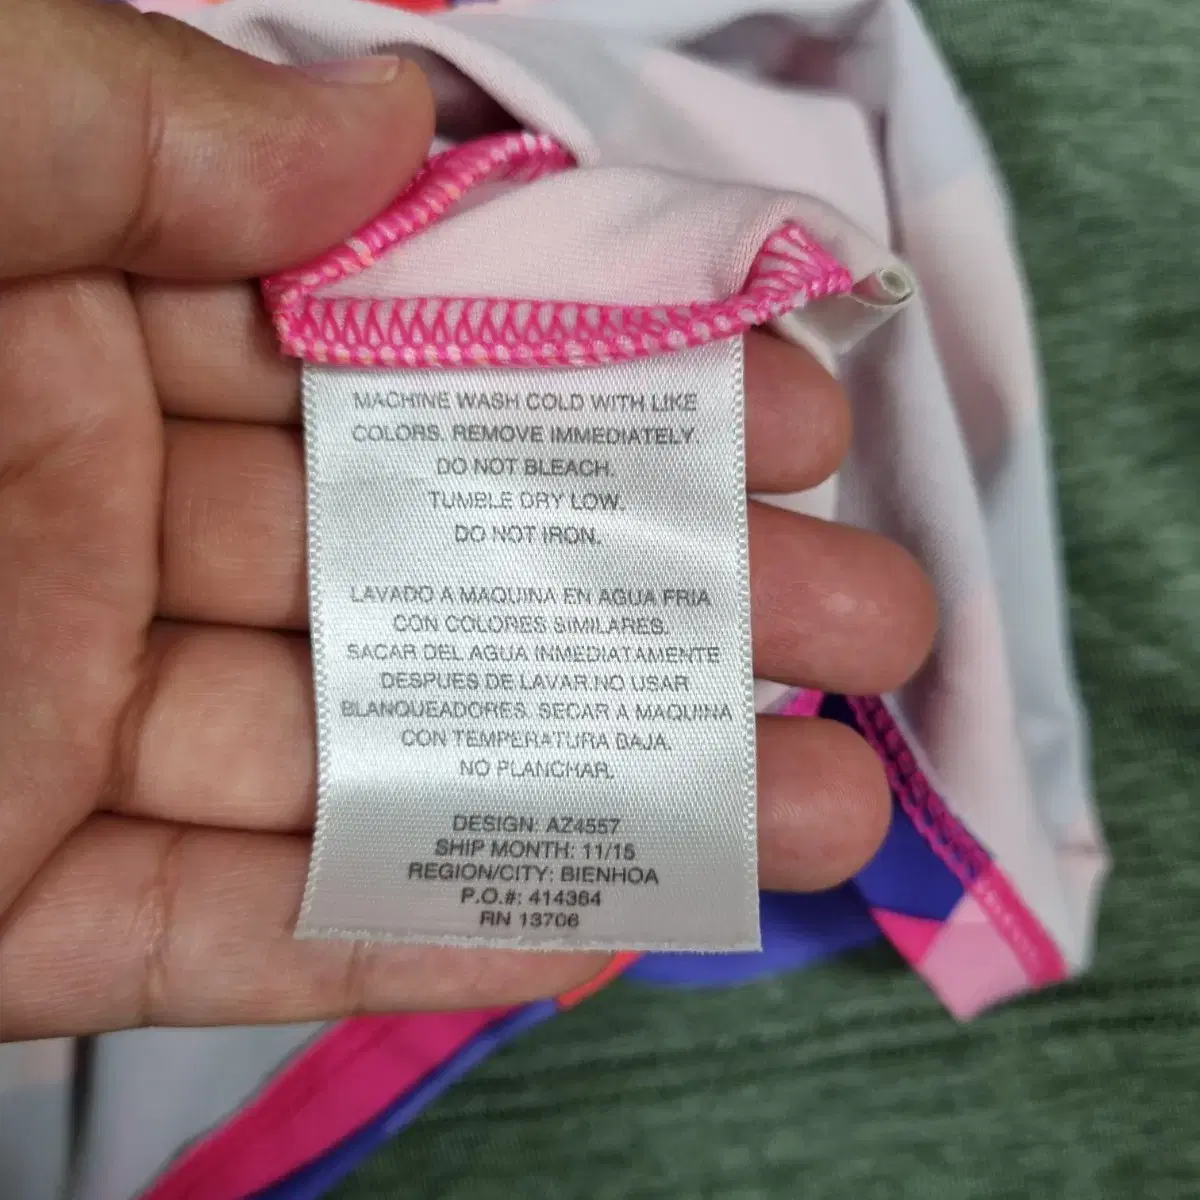 MACHINE WASH COLD WITH LIKE
COLORS. REMOVE IMMEDIATELY.
DO NOT BLEACH.
TUMBLE DRY LOW.
DO NOT IRON.
LAVADO A MAQUINA EN AGUA FRIA
CON COLORES SIMILARES.
SACAR DEL AGUA INMEDIATAMENTE
DESPUES DE LAVAR.NO USAR
BLANQUEADORES. SECAR A MAQUINA
CON TEMPERATURA BAJA.
NO PLANCHAR.
DESIGN: AZ4557
SHIP MONTH: 11/15
REGION/CITY: BIENHOA
P.O.#: 414364
RN 13706